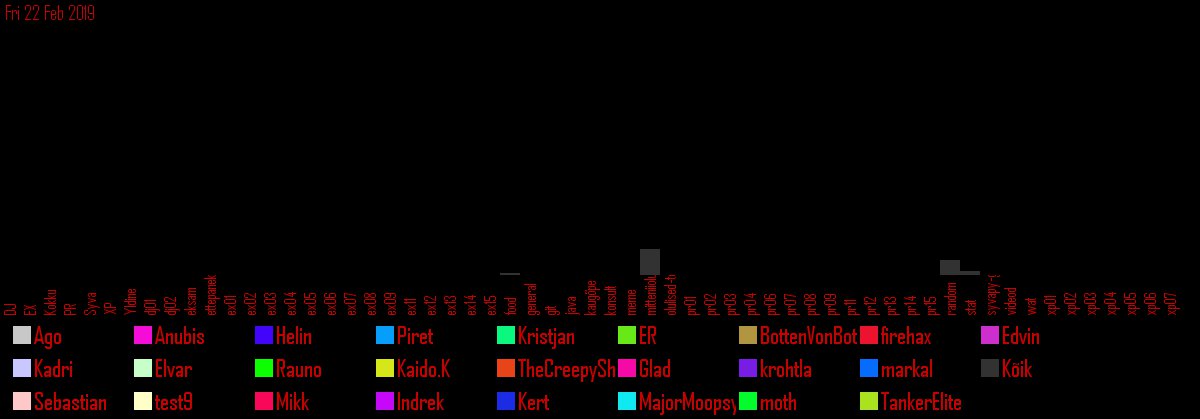 Fri 22 Feb 2019
DJ EX Kokku PR Syva XP Yldine dj01 dj02 eksam ettepanek ex01 ex02 ex03 ex04 ex05 ex06 ex07 ex08 ex09 ex11 ex12 ex13 ex14 ex15 food general git java kuugõpe konsult meme mitteniiolu olulised-h pr01 pr02 pr03 pr04 pr06 pr07 pr08 pr09 pr11 pr12 pr13 pr14 pr15 random stat syvapy-t videod wat xp01 xp02 xp03 xp04 xp05 xp06 xp07
Ago Anubis Helin Piret Kristjan ER BottenVonBot firehax Edvin
Kadri Elvar Rauno Kaido.K TheCreepySh Glad krohtla markal Kõik
Sebastian test9 Mikk Indrek Kert MajorMoopsy moth TankerElite